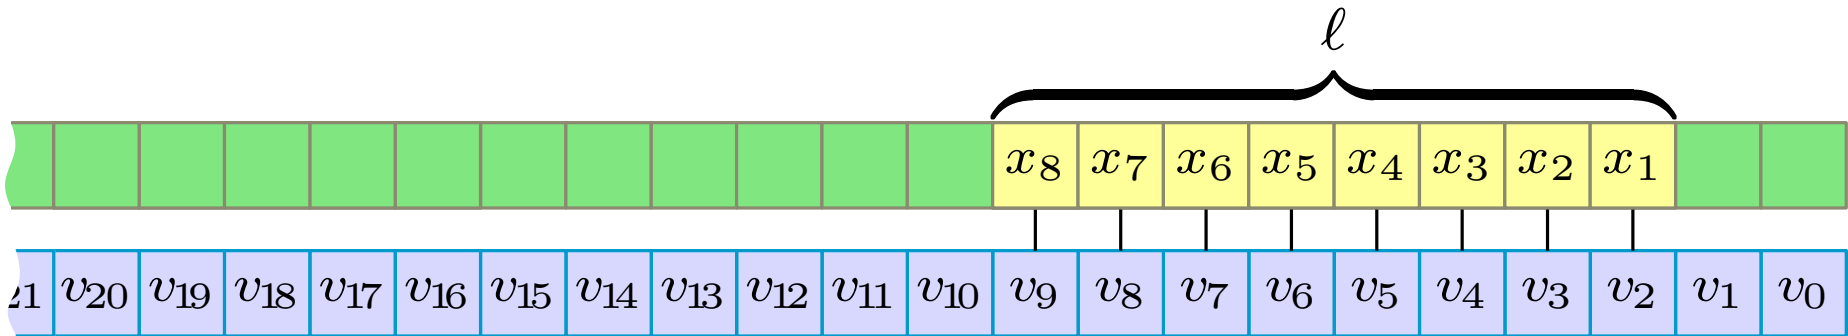 ℓ
x₈ x₇ x₆ x₅ x₄ x₃ x₂ x₁
21 v₂₀ v₁₉ v₁₈ v₁₇ v₁₆ v₁₅ v₁₄ v₁₃ v₁₂ v₁₁ v₁₀ v₉ v₈ v₇ v₆ v₅ v₄ v₃ v₂ v₁ v₀